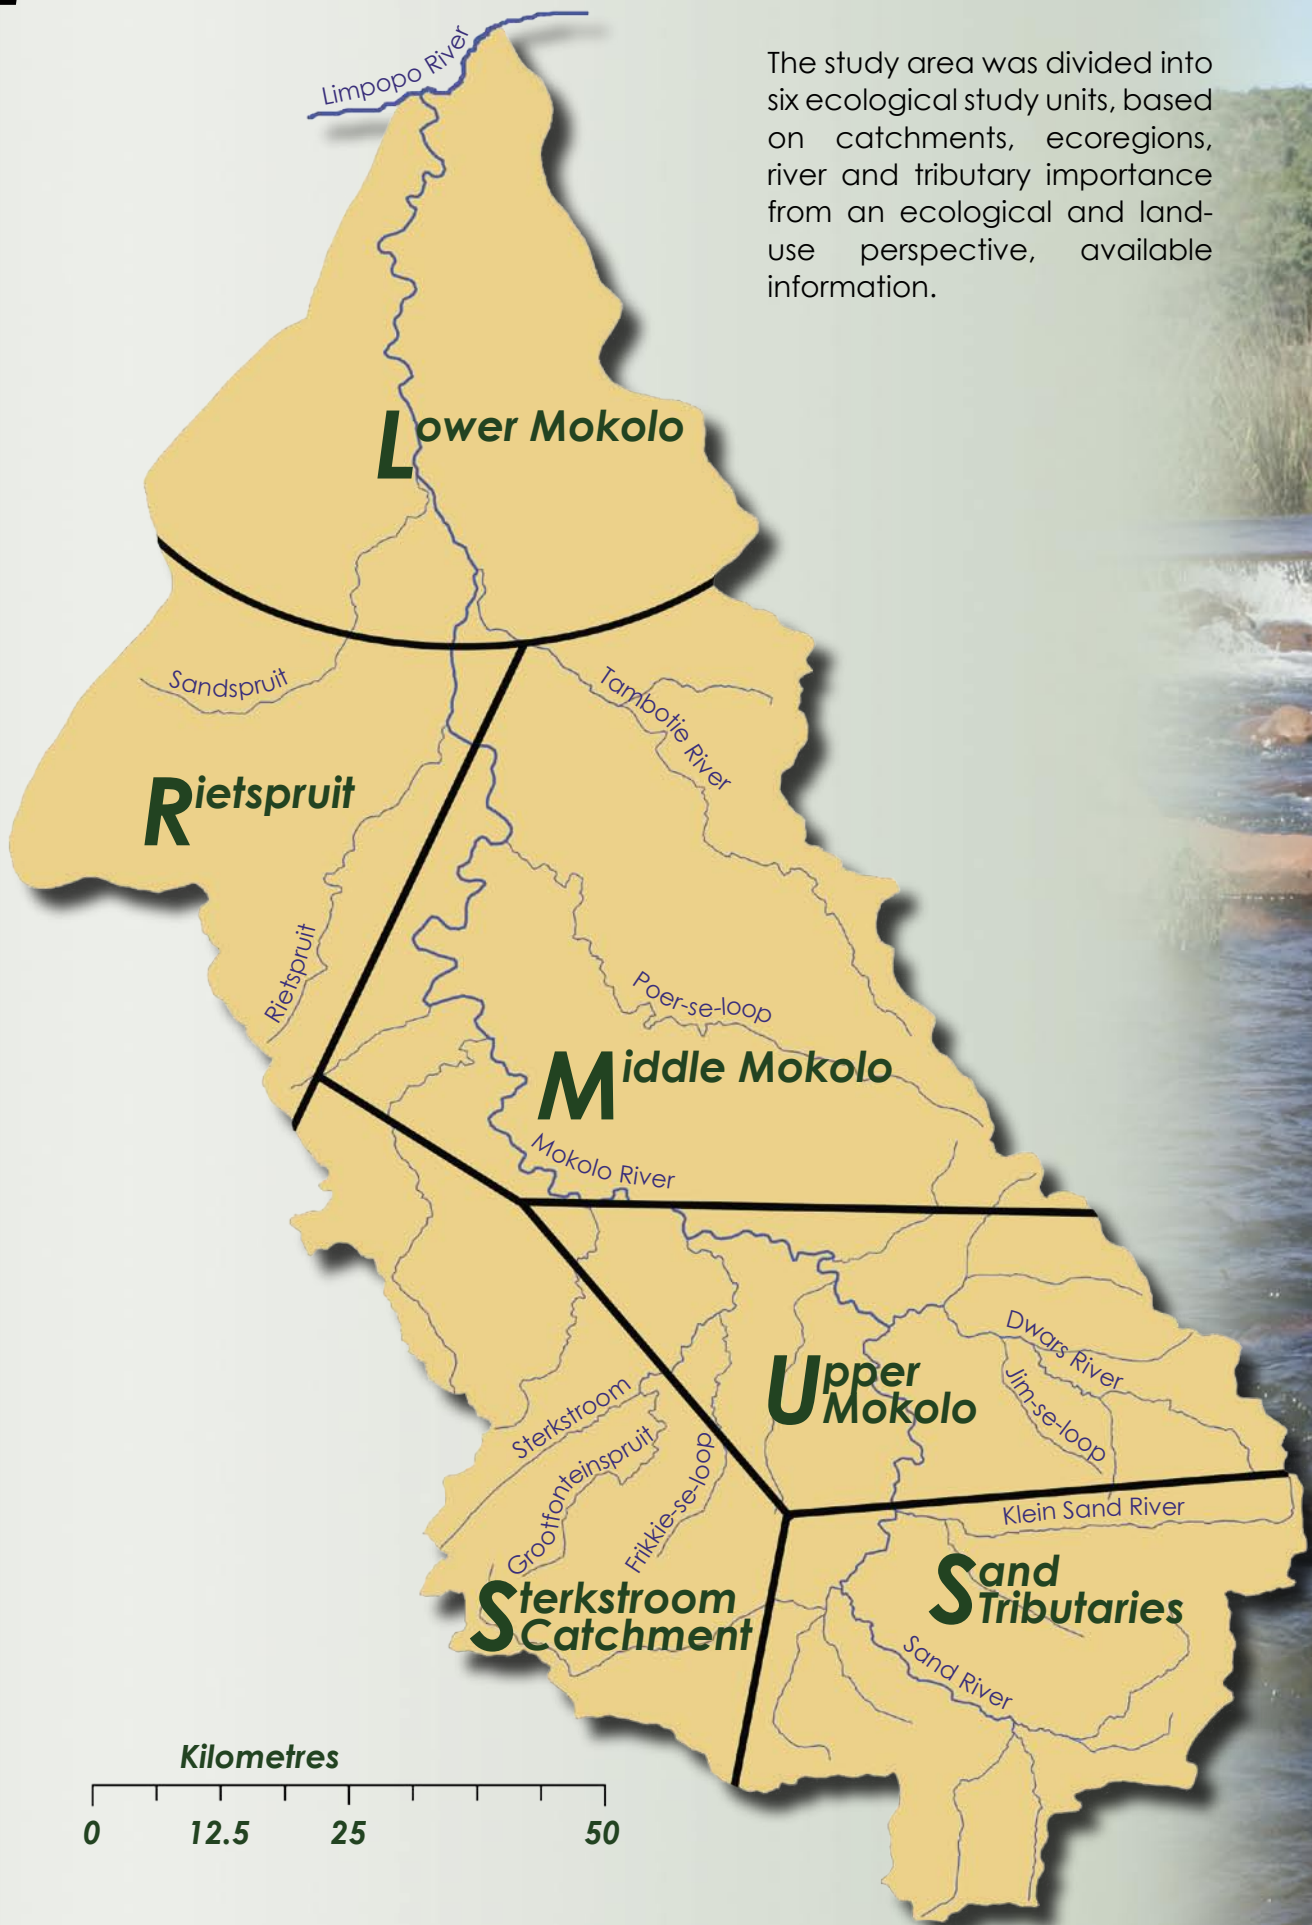 Limpopo River
The study area was divided into
six ecological study units, based
on catchments, ecoregions,
river and tributary importance
from an ecological and land-
use perspective, available
information.
Lower Mokolo
Sandspruit
Tambotie River
Rietspruit
Rietspruit
Poer-se-loop
Middle Mokolo
Mokolo River
Dwars River
Jim-se-loop
Upper
Mokolo
Sterkstroom
Grootfonteinspruit
Frikkie-se-loop
Klein Sand River
Sand
Tributaries
Sterkstroom
Catchment
Sand River
Kilometres
0 12.5 25 50